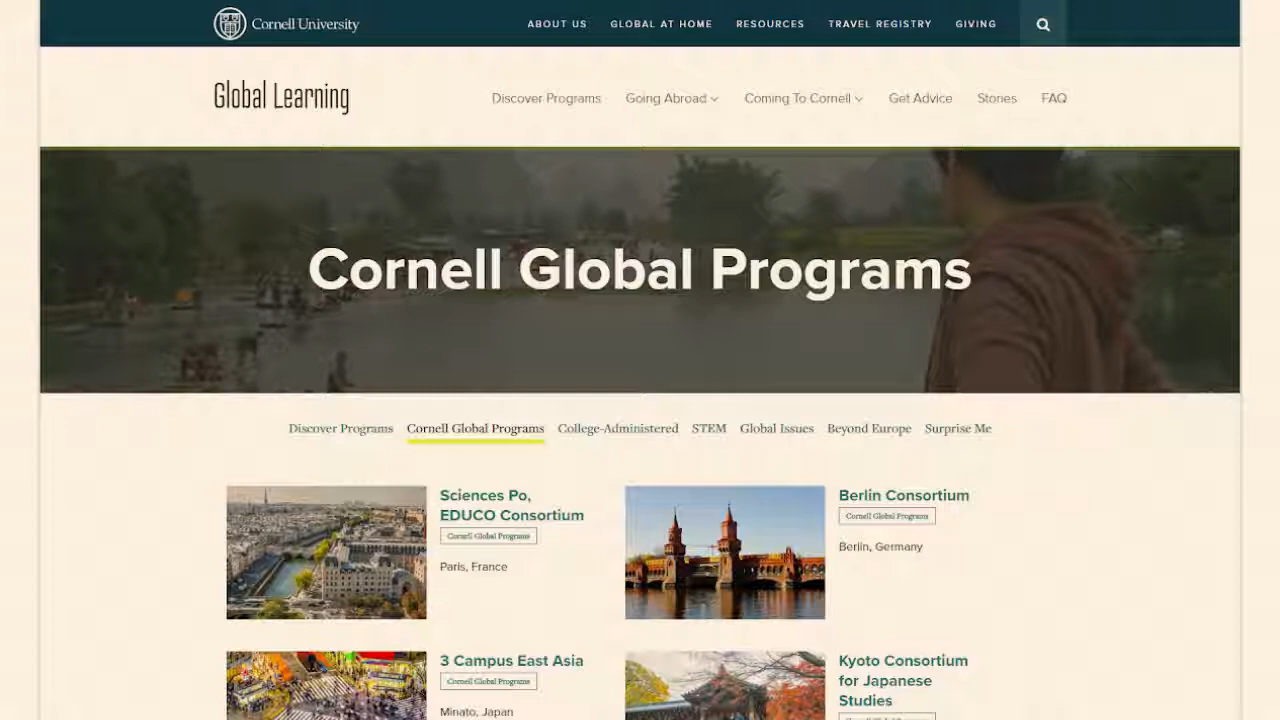 Cornell University
ABOUT US GLOBAL AT HOME RESOURCES TRAVEL REGISTRY GIVING
Global Learning
Discover Programs Going Abroad Coming To Cornell Get Advice Stories FAQ
Cornell Global Programs
Discover Programs Cornell Global Programs College-Administered STEM Global Issues Beyond Europe Surprise Me
Sciences Po,
EDUCO Consortium
Cornell Global Programs
Paris, France
Berlin Consortium
Cornell Global Programs
Berlin, Germany
3 Campus East Asia
Cornell Global Programs
Minato, Japan
Kyoto Consortium
for Japanese
Studies